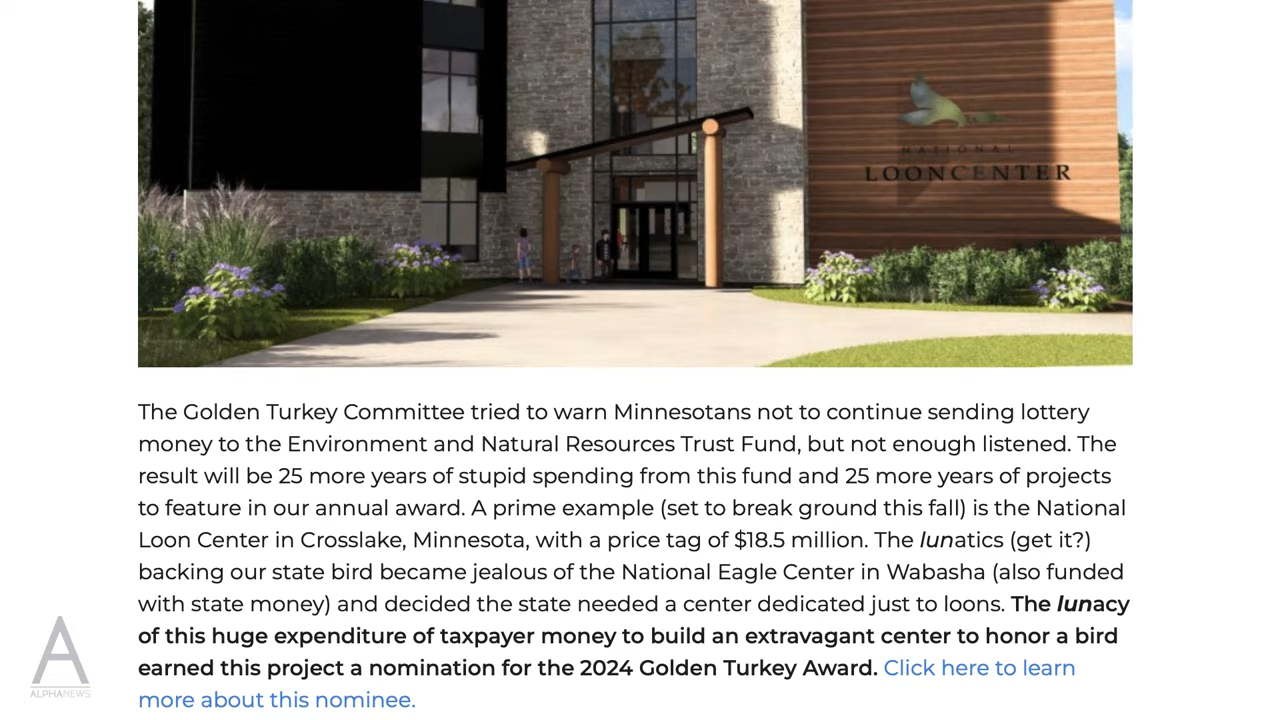 NATIONAL
LOONCENTER
The Golden Turkey Committee tried to warn Minnesotans not to continue sending lottery
money to the Environment and Natural Resources Trust Fund, but not enough listened. The
result will be 25 more years of stupid spending from this fund and 25 more years of projects
to feature in our annual award. A prime example (set to break ground this fall) is the National
Loon Center in Crosslake, Minnesota, with a price tag of $18.5 million. The lunatics (get it?)
backing our state bird became jealous of the National Eagle Center in Wabasha (also funded
with state money) and decided the state needed a center dedicated just to loons. The lunacy
of this huge expenditure of taxpayer money to build an extravagant center to honor a bird
earned this project a nomination for the 2024 Golden Turkey Award. Click here to learn
more about this nominee.
A
ALPHANEWS